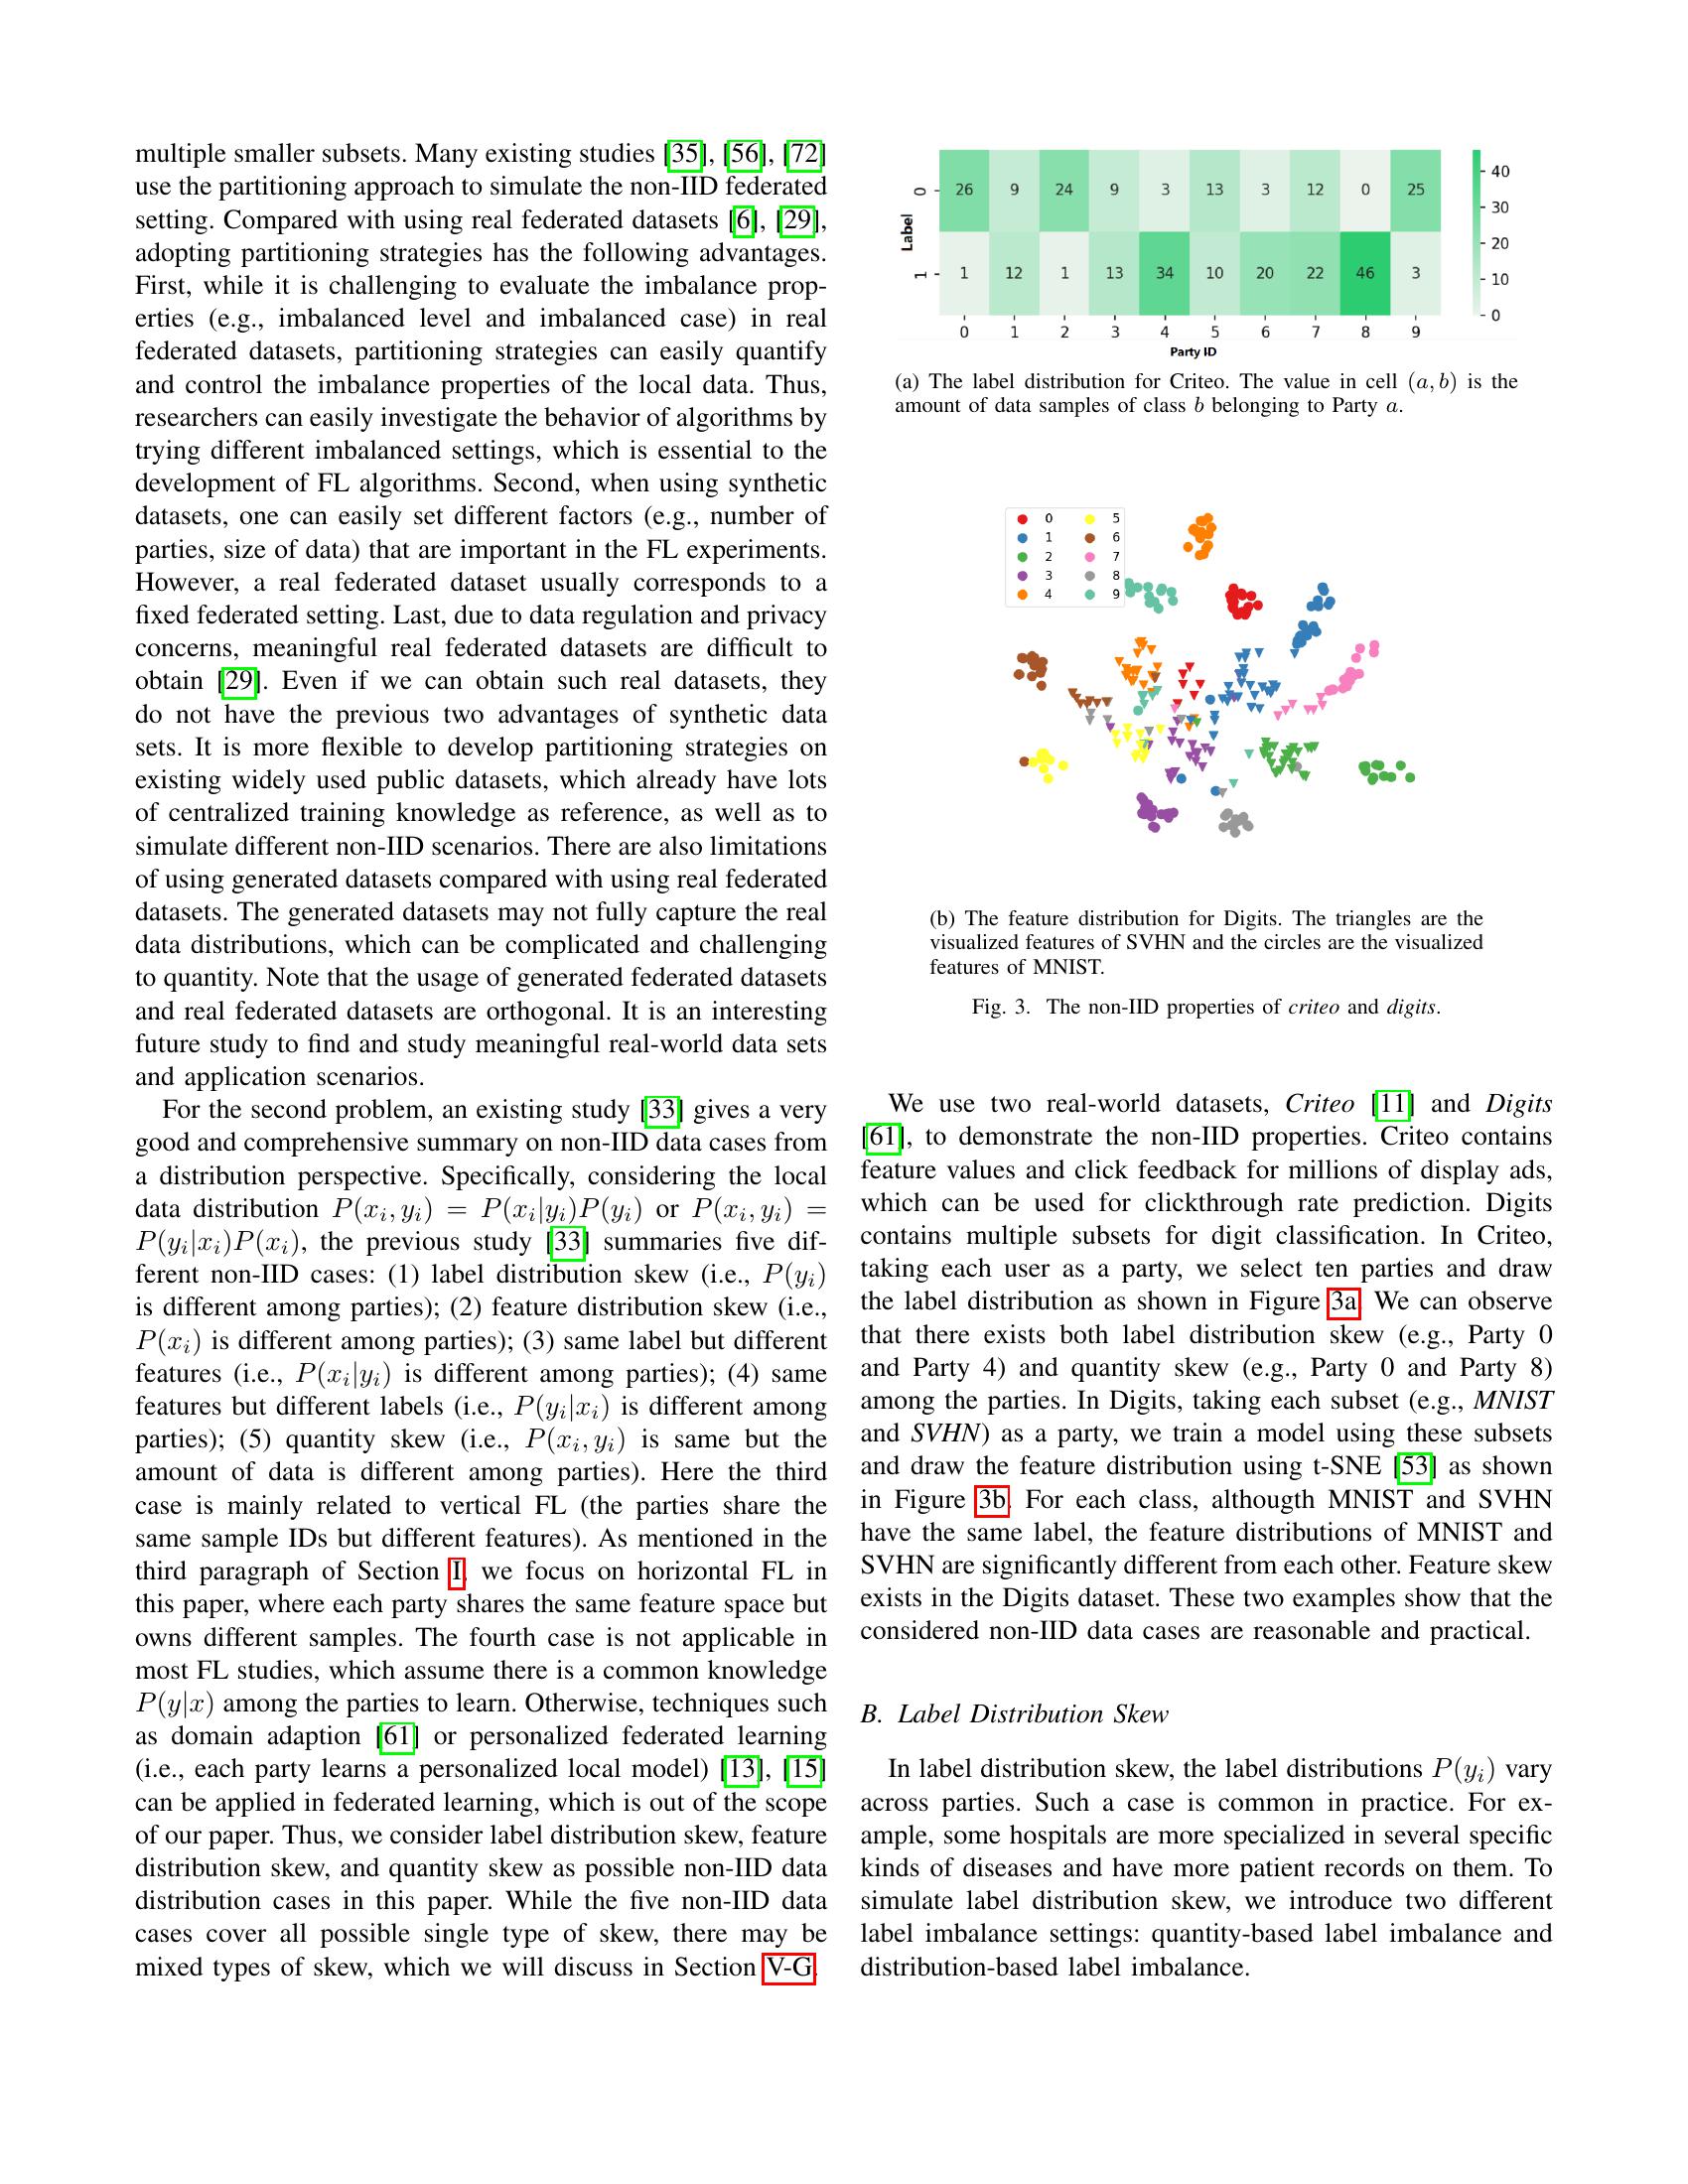 multiple smaller subsets. Many existing studies [35], [56], [72]
use the partitioning approach to simulate the non-IID federated
setting. Compared with using real federated datasets [6], [29],
adopting partitioning strategies has the following advantages.
First, while it is challenging to evaluate the imbalance prop-
erties (e.g., imbalanced level and imbalanced case) in real
federated datasets, partitioning strategies can easily quantify
and control the imbalance properties of the local data. Thus,
researchers can easily investigate the behavior of algorithms by
trying different imbalanced settings, which is essential to the
development of FL algorithms. Second, when using synthetic
datasets, one can easily set different factors (e.g., number of
parties, size of data) that are important in the FL experiments.
However, a real federated dataset usually corresponds to a
fixed federated setting. Last, due to data regulation and privacy
concerns, meaningful real federated datasets are difficult to
obtain [29]. Even if we can obtain such real datasets, they
do not have the previous two advantages of synthetic data
sets. It is more flexible to develop partitioning strategies on
existing widely used public datasets, which already have lots
of centralized training knowledge as reference, as well as to
simulate different non-IID scenarios. There are also limitations
of using generated datasets compared with using real federated
datasets. The generated datasets may not fully capture the real
data distributions, which can be complicated and challenging
to quantity. Note that the usage of generated federated datasets
and real federated datasets are orthogonal. It is an interesting
future study to find and study meaningful real-world data sets
and application scenarios.
For the second problem, an existing study [33] gives a very
good and comprehensive summary on non-IID data cases from
a distribution perspective. Specifically, considering the local
data distribution P(x_i, y_i) = P(x_i|y_i)P(y_i) or P(x_i, y_i) =
P(y_i|x_i)P(x_i), the previous study [33] summaries five dif-
ferent non-IID cases: (1) label distribution skew (i.e., P(y_i)
is different among parties); (2) feature distribution skew (i.e.,
P(x_i) is different among parties); (3) same label but different
features (i.e., P(x_i|y_i) is different among parties); (4) same
features but different labels (i.e., P(y_i|x_i) is different among
parties); (5) quantity skew (i.e., P(x_i, y_i) is same but the
amount of data is different among parties). Here the third
case is mainly related to vertical FL (the parties share the
same sample IDs but different features). As mentioned in the
third paragraph of Section I, we focus on horizontal FL in
this paper, where each party shares the same feature space but
owns different samples. The fourth case is not applicable in
most FL studies, which assume there is a common knowledge
P(y|x) among the parties to learn. Otherwise, techniques such
as domain adaption [61] or personalized federated learning
(i.e., each party learns a personalized local model) [13], [15]
can be applied in federated learning, which is out of the scope
of our paper. Thus, we consider label distribution skew, feature
distribution skew, and quantity skew as possible non-IID data
distribution cases in this paper. While the five non-IID data
cases cover all possible single type of skew, there may be
mixed types of skew, which we will discuss in Section V-G.
Label
0 26 9 24 9 3 13 3 12 0 25
1 1 12 1 13 34 10 20 22 46 3
0 1 2 3 4 5 6 7 8 9
Party ID
40
30
20
10
0
(a) The label distribution for Criteo. The value in cell (a, b) is the
amount of data samples of class b belonging to Party a.
0 5
1 6
2 7
3 8
4 9
(b) The feature distribution for Digits. The triangles are the
visualized features of SVHN and the circles are the visualized
features of MNIST.
Fig. 3. The non-IID properties of criteo and digits.
We use two real-world datasets, Criteo [11] and Digits
[61], to demonstrate the non-IID properties. Criteo contains
feature values and click feedback for millions of display ads,
which can be used for clickthrough rate prediction. Digits
contains multiple subsets for digit classification. In Criteo,
taking each user as a party, we select ten parties and draw
the label distribution as shown in Figure 3a. We can observe
that there exists both label distribution skew (e.g., Party 0
and Party 4) and quantity skew (e.g., Party 0 and Party 8)
among the parties. In Digits, taking each subset (e.g., MNIST
and SVHN) as a party, we train a model using these subsets
and draw the feature distribution using t-SNE [53] as shown
in Figure 3b. For each class, althougth MNIST and SVHN
have the same label, the feature distributions of MNIST and
SVHN are significantly different from each other. Feature skew
exists in the Digits dataset. These two examples show that the
considered non-IID data cases are reasonable and practical.
B. Label Distribution Skew
In label distribution skew, the label distributions P(y_i) vary
across parties. Such a case is common in practice. For ex-
ample, some hospitals are more specialized in several specific
kinds of diseases and have more patient records on them. To
simulate label distribution skew, we introduce two different
label imbalance settings: quantity-based label imbalance and
distribution-based label imbalance.